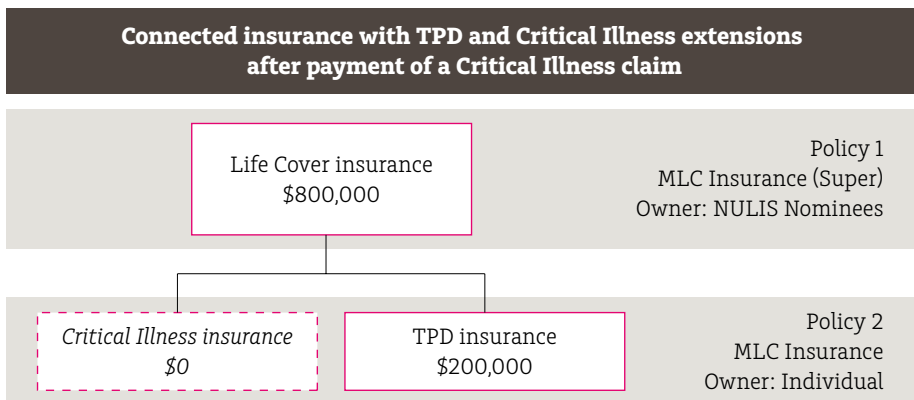 Connected insurance with TPD and Critical Illness extensions
after payment of a Critical Illness claim
Life Cover insurance
$800,000
Policy 1
MLC Insurance (Super)
Owner: NULIS Nominees
Critical Illness insurance
$0
TPD insurance
$200,000
Policy 2
MLC Insurance
Owner: Individual